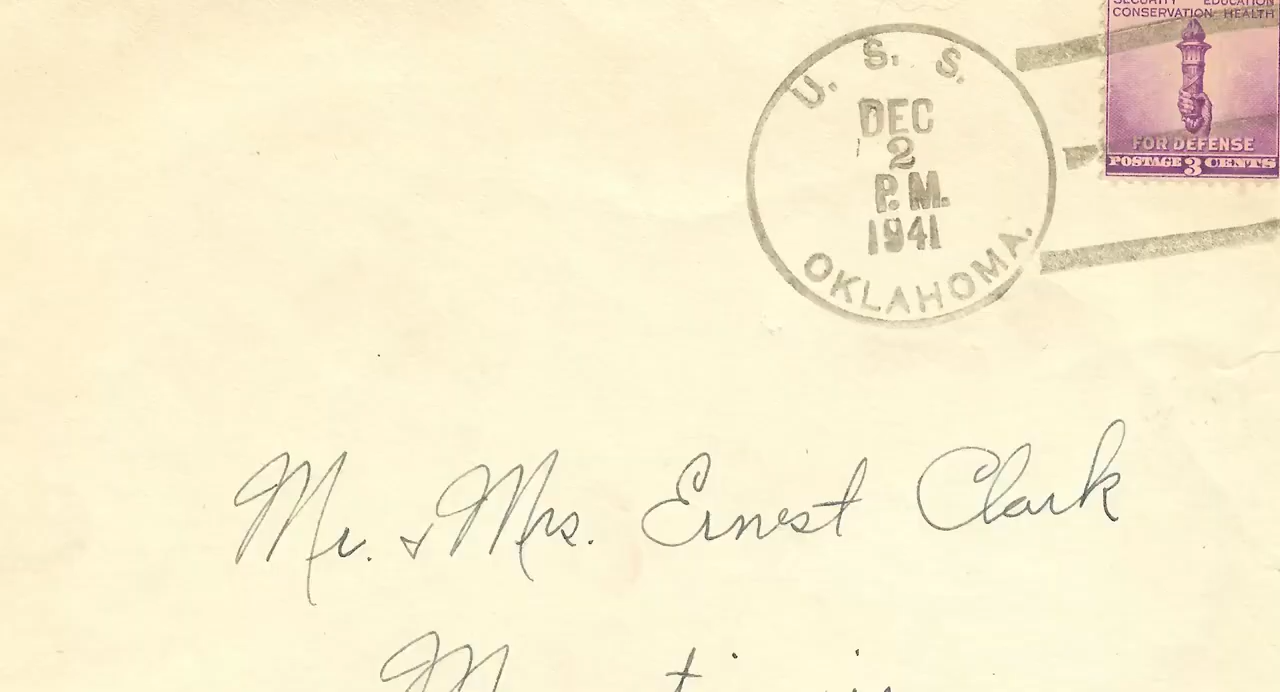 SECURITY EDUCATION
CONSERVATION HEALTH
FOR DEFENSE
POSTAGE 3 CENTS
U. S. S.
DEC
2
P.M.
1941
OKLAHOMA.
Mr. & Mrs. Ernest Clark